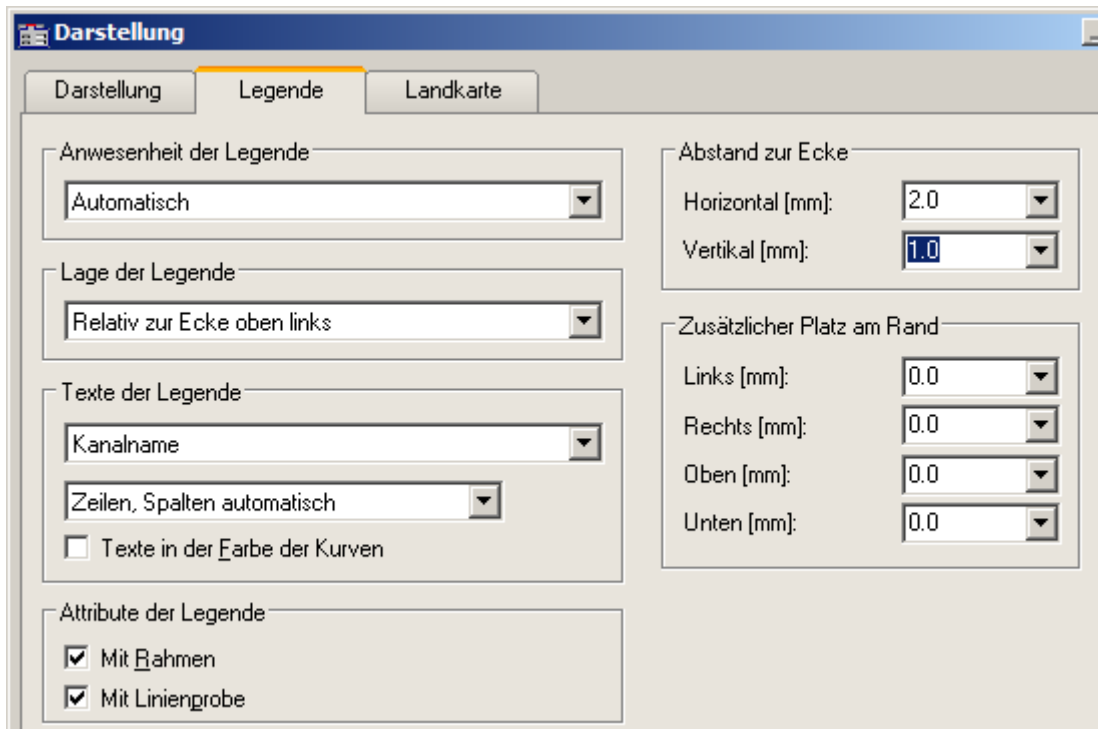 Darstellung
Darstellung Legende Landkarte
Anwesenheit der Legende
Automatisch
Lage der Legende
Relativ zur Ecke oben links
Texte der Legende
Kanalname
Zeilen, Spalten automatisch
Texte in der Farbe der Kurven
Attribute der Legende
Mit Rahmen
Mit Linienprobe
Abstand zur Ecke
Horizontal [mm]: 2.0
Vertikal [mm]: 1.0
Zusätzlicher Platz am Rand
Links [mm]: 0.0
Rechts [mm]: 0.0
Oben [mm]: 0.0
Unten [mm]: 0.0